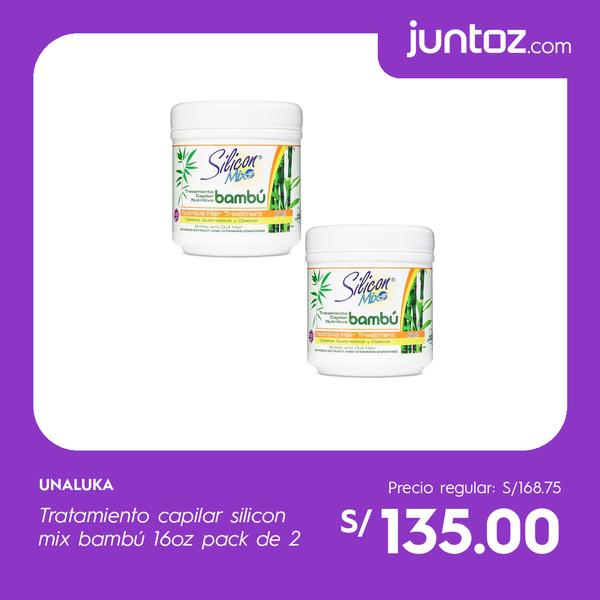 juntoz.com
Silicon
Mix
Tratamiento
Capilar
Nutritivo
bambú
Nutritive Hair Treatment
Cabellos Quebradizos y Opacos
Brittle and Dull Hair
BAMBOO EXTRACT AND VITAMINS ENRICHED
Silicon
Mix
Tratamiento
Capilar
Nutritivo
bambú
Nutritive Hair Treatment
Cabellos Quebradizos y Opacos
Brittle and Dull Hair
BAMBOO EXTRACT AND VITAMINS ENRICHED
UNALUKA
Tratamiento capilar silicon
mix bambú 16oz pack de 2
Precio regular: S/168.75
S/135.00